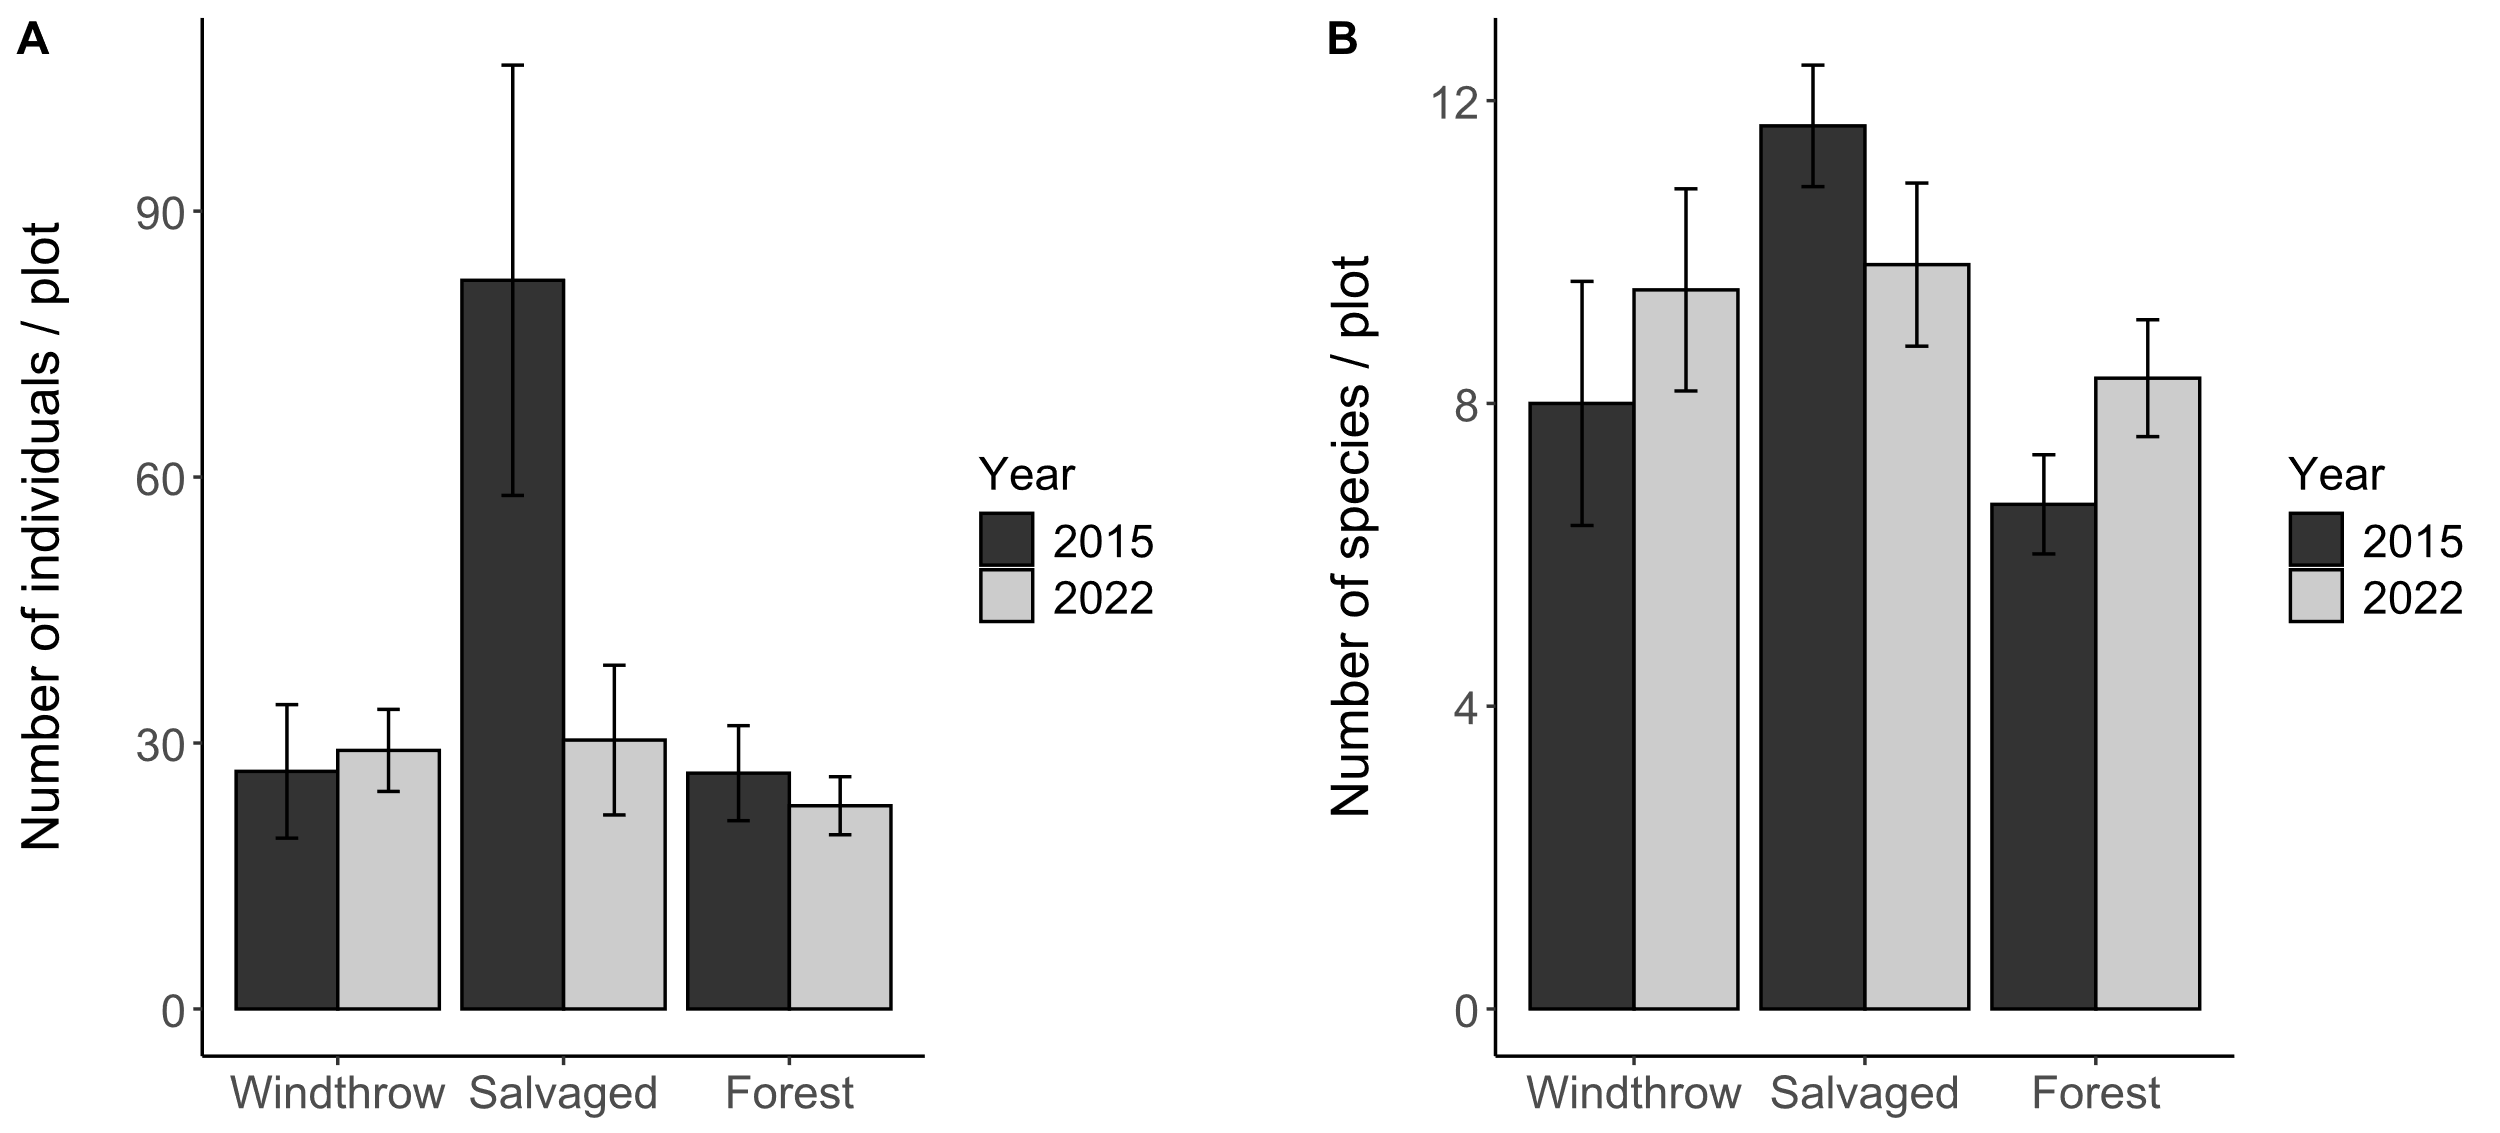 A
Number of individuals / plot
90
60
30
0
Windthrow Salvaged Forest
Year
2015
2022
B
Number of species / plot
12
8
4
0
Windthrow Salvaged Forest
Year
2015
2022